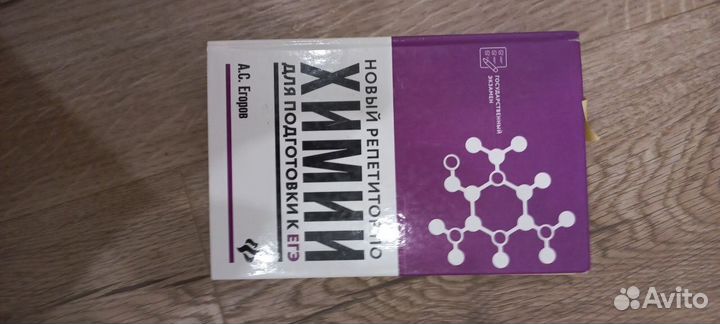 А.С. Егоров
НОВЫЙ РЕПЕТИТОР ПО
ХИМИИ
ДЛЯ ПОДГОТОВКИ К ЕГЭ
ГОСУДАРСТВЕННЫЙ
ЭКЗАМЕН
Avito